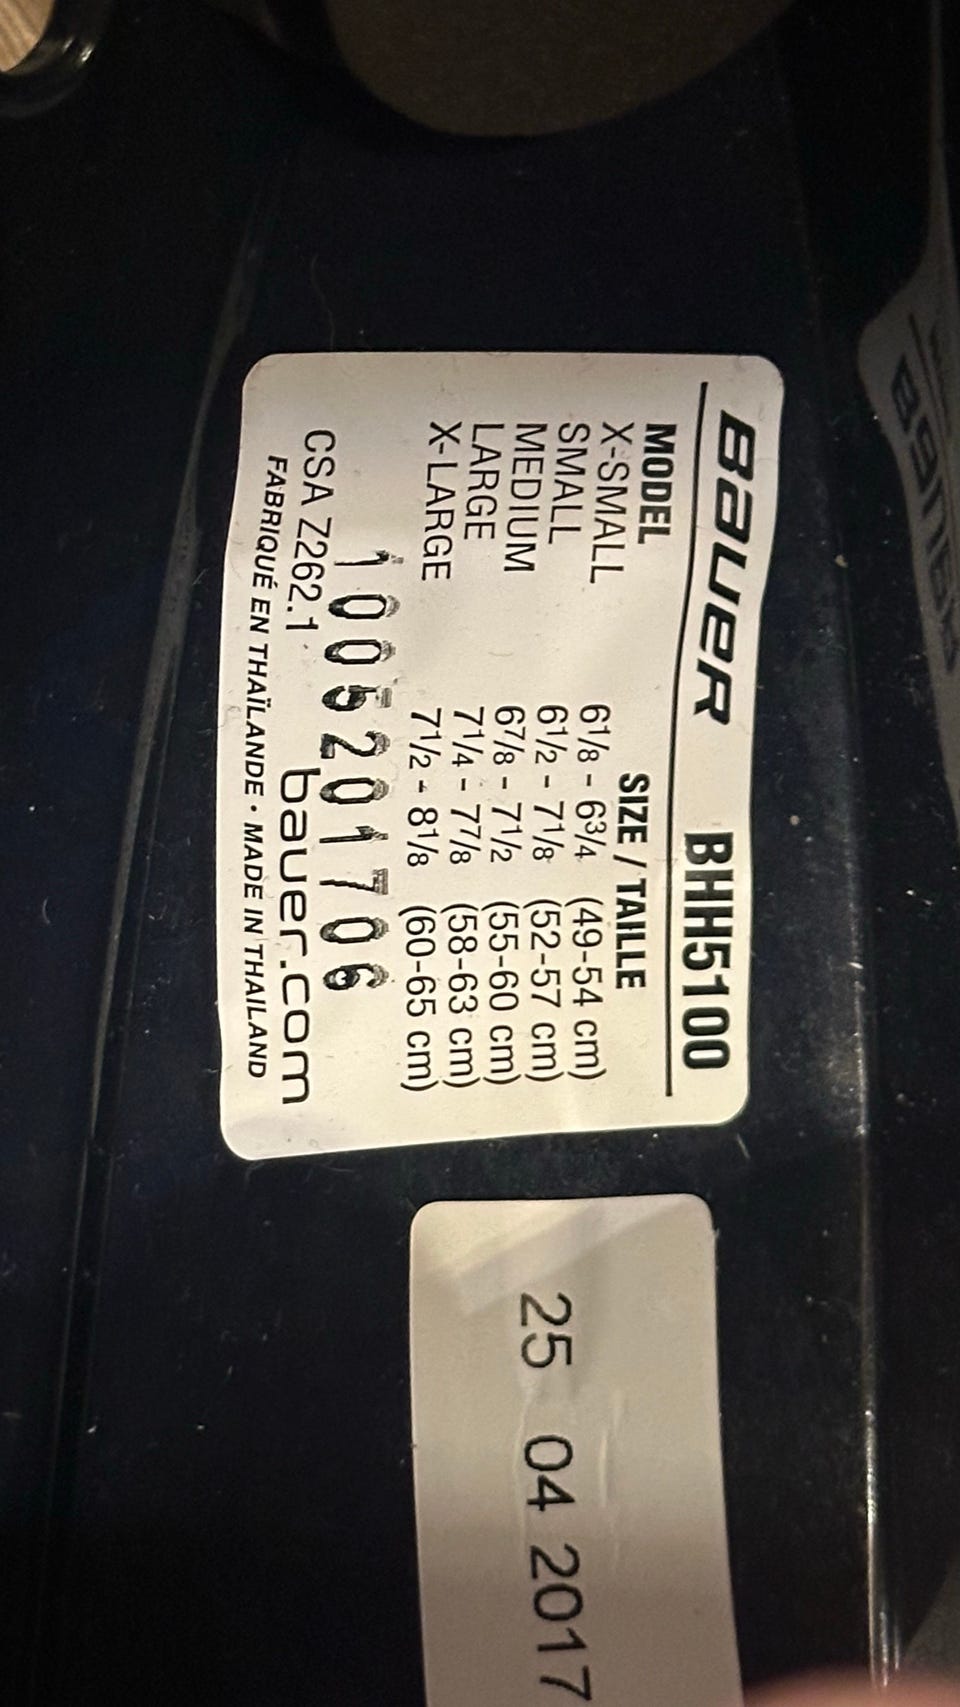 BAUER BHH5100
MODEL SIZE / TAILLE
X-SMALL 6 1/8 - 6 3/4 (49-54 cm)
SMALL 6 1/2 - 7 1/8 (52-57 cm)
MEDIUM 6 7/8 - 7 1/2 (55-60 cm)
LARGE 7 1/4 - 7 7/8 (58-63 cm)
X-LARGE 7 1/2 - 8 1/8 (60-65 cm)
1005201706
CSA Z262.1 bauer.com
FABRIQUÉ EN THAÏLANDE • MADE IN THAILAND
25 04 2017